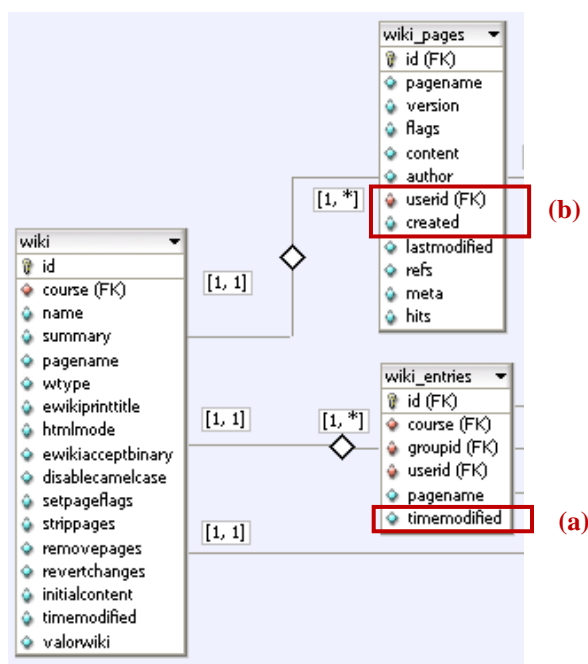 wiki_pages
id (FK)
pagename
version
flags
content
author
userid (FK)
created
lastmodified
refs
meta
hits
[1, *]
(b)
wiki
id
course (FK)
name
summary
pagename
wtype
ewikiprinttitle
htmlmode
ewikiacceptbinary
disablecamelcase
setpageflags
strippages
removepages
revertchanges
initialcontent
timemodified
valorwiki
[1, 1]
[1, 1]
[1, *]
[1, 1]
wiki_entries
id (FK)
course (FK)
groupid (FK)
userid (FK)
pagename
timemodified
(a)